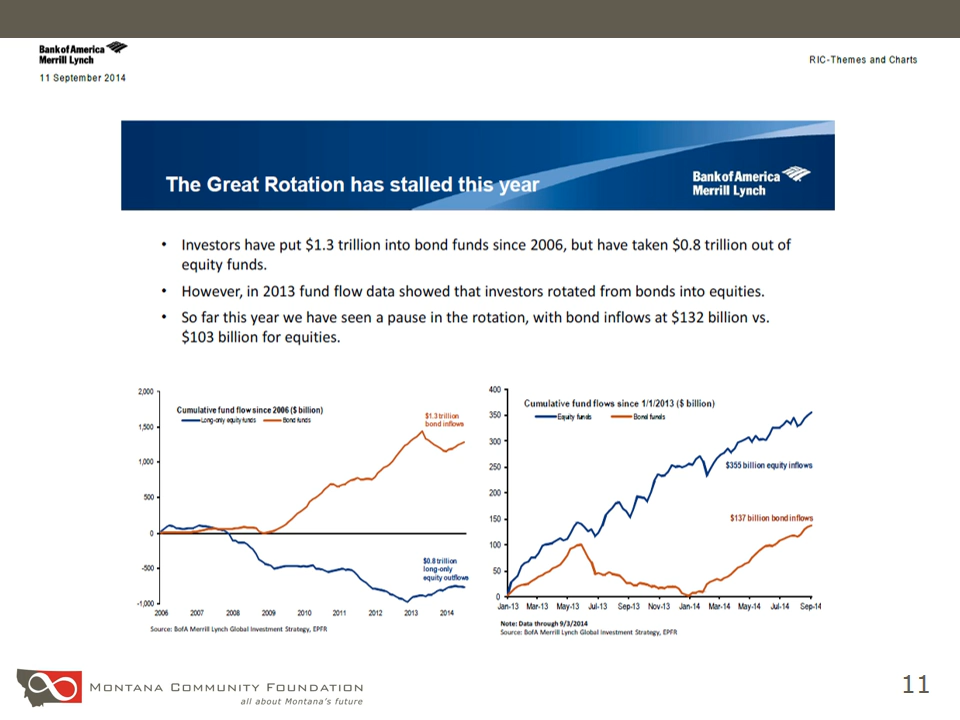 Bank of America
Merrill Lynch
11 September 2014
RIC-Themes and Charts
The Great Rotation has stalled this year
Bank of America
Merrill Lynch
• Investors have put $1.3 trillion into bond funds since 2006, but have taken $0.8 trillion out of
equity funds.
• However, in 2013 fund flow data showed that investors rotated from bonds into equities.
• So far this year we have seen a pause in the rotation, with bond inflows at $132 billion vs.
$103 billion for equities.
Cumulative fund flow since 2006 ($ billion)
Long-only equity funds
Bond funds
2,000
1,500
1,000
500
0
-500
-1,000
$1.3 trillion
bond inflows
$0.8 trillion
long-only
equity outflows
2006 2007 2008 2009 2010 2011 2012 2013 2014
Source: BofA Merrill Lynch Global Investment Strategy, EPFR
Cumulative fund flows since 1/1/2013 ($ billion)
Equity funds
Bond funds
400
350
300
250
200
150
100
50
0
$355 billion equity inflows
$137 billion bond inflows
Jan-13 Mar-13 May-13 Jul-13 Sep-13 Nov-13 Jan-14 Mar-14 May-14 Jul-14 Sep-14
Note: Data through 9/3/2014
Source: BofA Merrill Lynch Global Investment Strategy, EPFR
Montana Community Foundation
all about Montana's future
11